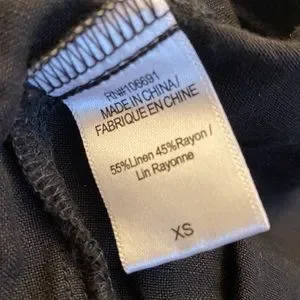 RN#106691
MADE IN CHINA/
FABRIQUE EN CHINE
55%Linen 45%Rayon /
Lin Rayonne
XS